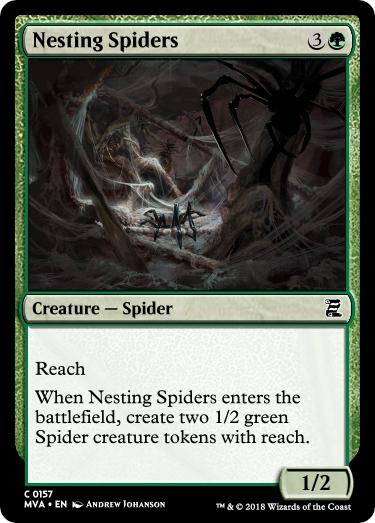 Nesting Spiders 3
Creature — Spider
Reach
When Nesting Spiders enters the
battlefield, create two 1/2 green
Spider creature tokens with reach.
1/2
C 0157
MVA • EN Andrew Johanson
™ & © 2018 Wizards of the Coast